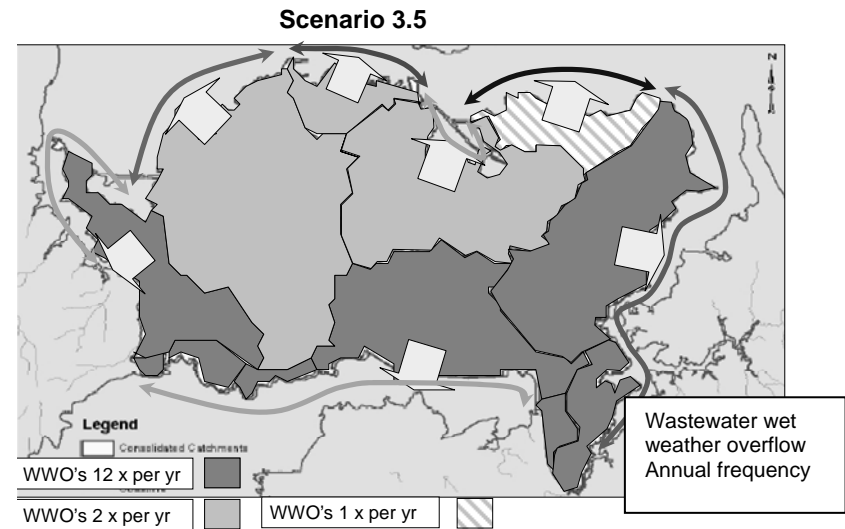 Scenario 3.5
N
Legend
Consolidated Catchments
WWO's 12 x per yr
WWO's 2 x per yr
WWO's 1 x per yr
Wastewater wet
weather overflow
Annual frequency